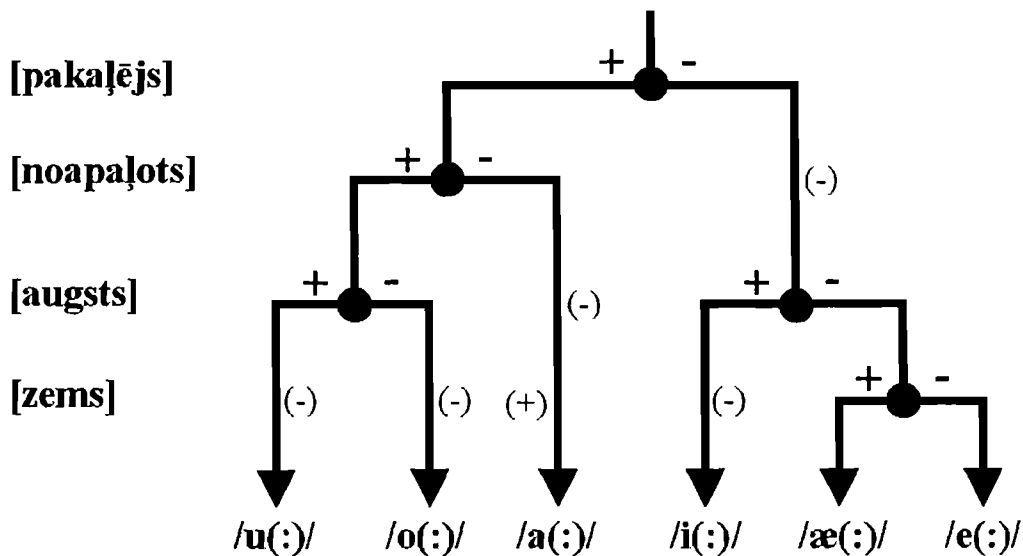 + -
[pakaļējs]
+ -
[noapaļots] (-)
+ - + -
[augsts] (-)
+ -
[zems] (-) (-) (+) (-)
/u(:)/ /o(:)/ /a(:)/ /i(:)/ /æ(:)/ /e(:)/